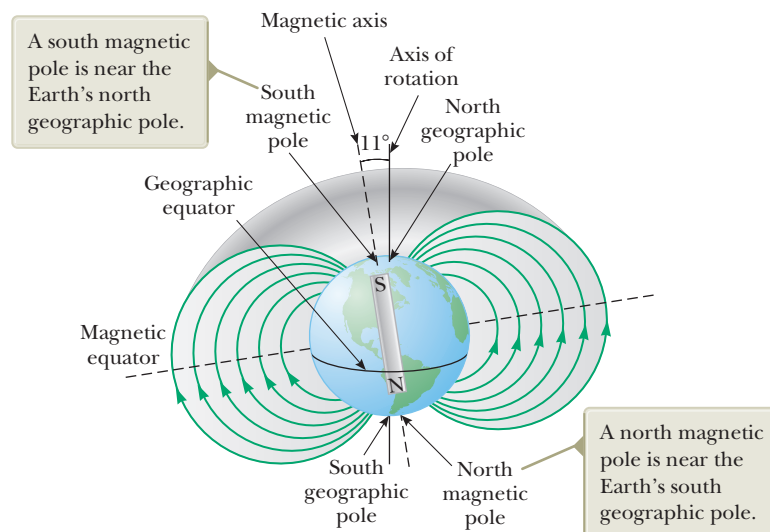 Magnetic axis
A south magnetic
pole is near the
Earth's north
geographic pole.
Axis of
rotation
South
magnetic
pole
North
geographic
pole
11°
Geographic
equator
S
Magnetic
equator
N
South
geographic
pole
North
magnetic
pole
A north magnetic
pole is near the
Earth's south
geographic pole.